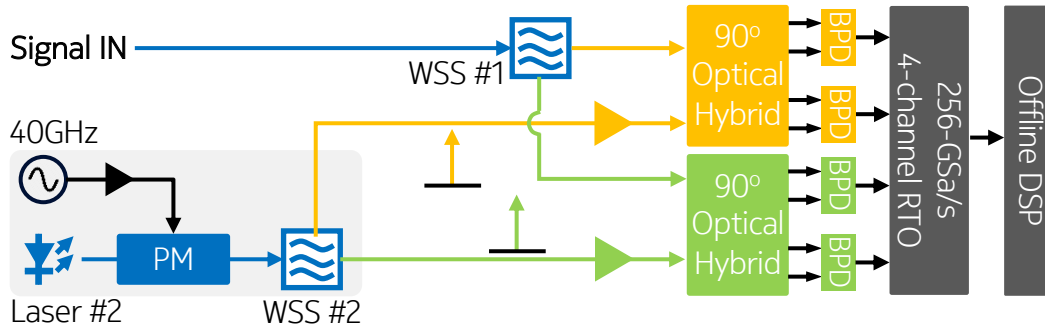 Signal IN
WSS #1
40GHz
PM
Laser #2
WSS #2
90º
Optical
Hybrid
90º
Optical
Hybrid
BPD
BPD
BPD
BPD
256-GSa/s
4-channel RTO
Offline DSP